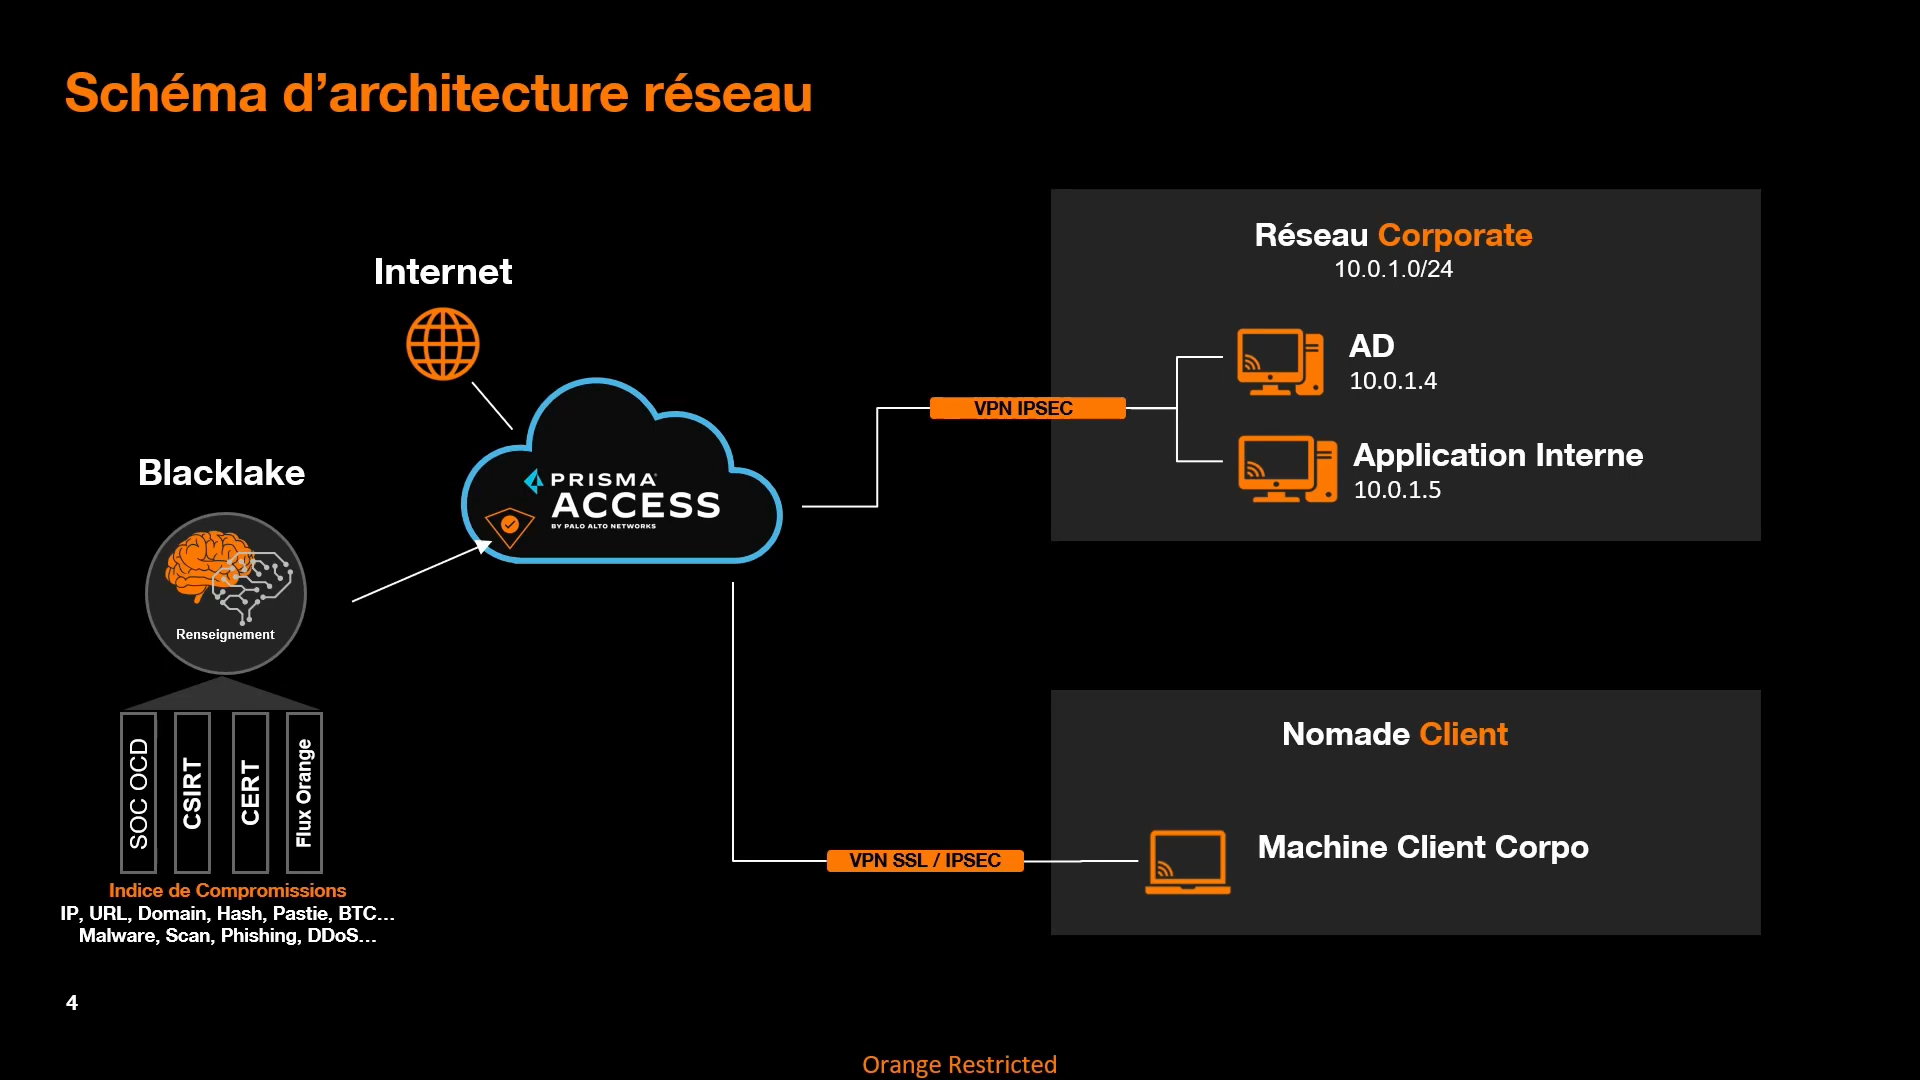 Schéma d’architecture réseau
Internet
Blacklake
Renseignement
SOC OCD
CSIRT
CERT
Flux Orange
Indice de Compromissions
IP, URL, Domain, Hash, Pastie, BTC...
Malware, Scan, Phishing, DDoS...
PRISMA
ACCESS
BY PALO ALTO NETWORKS
VPN IPSEC
Réseau Corporate
10.0.1.0/24
AD
10.0.1.4
Application Interne
10.0.1.5
VPN SSL / IPSEC
Nomade Client
Machine Client Corpo
4
Orange Restricted